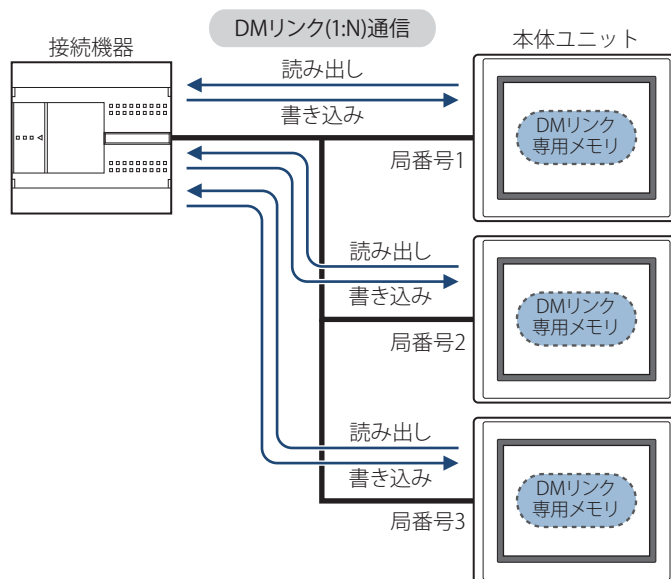 DMリンク(1:N)通信
接続機器
本体ユニット
読み出し
書き込み
DMリンク
専用メモリ
局番号1
読み出し
書き込み
DMリンク
専用メモリ
局番号2
読み出し
書き込み
DMリンク
専用メモリ
局番号3